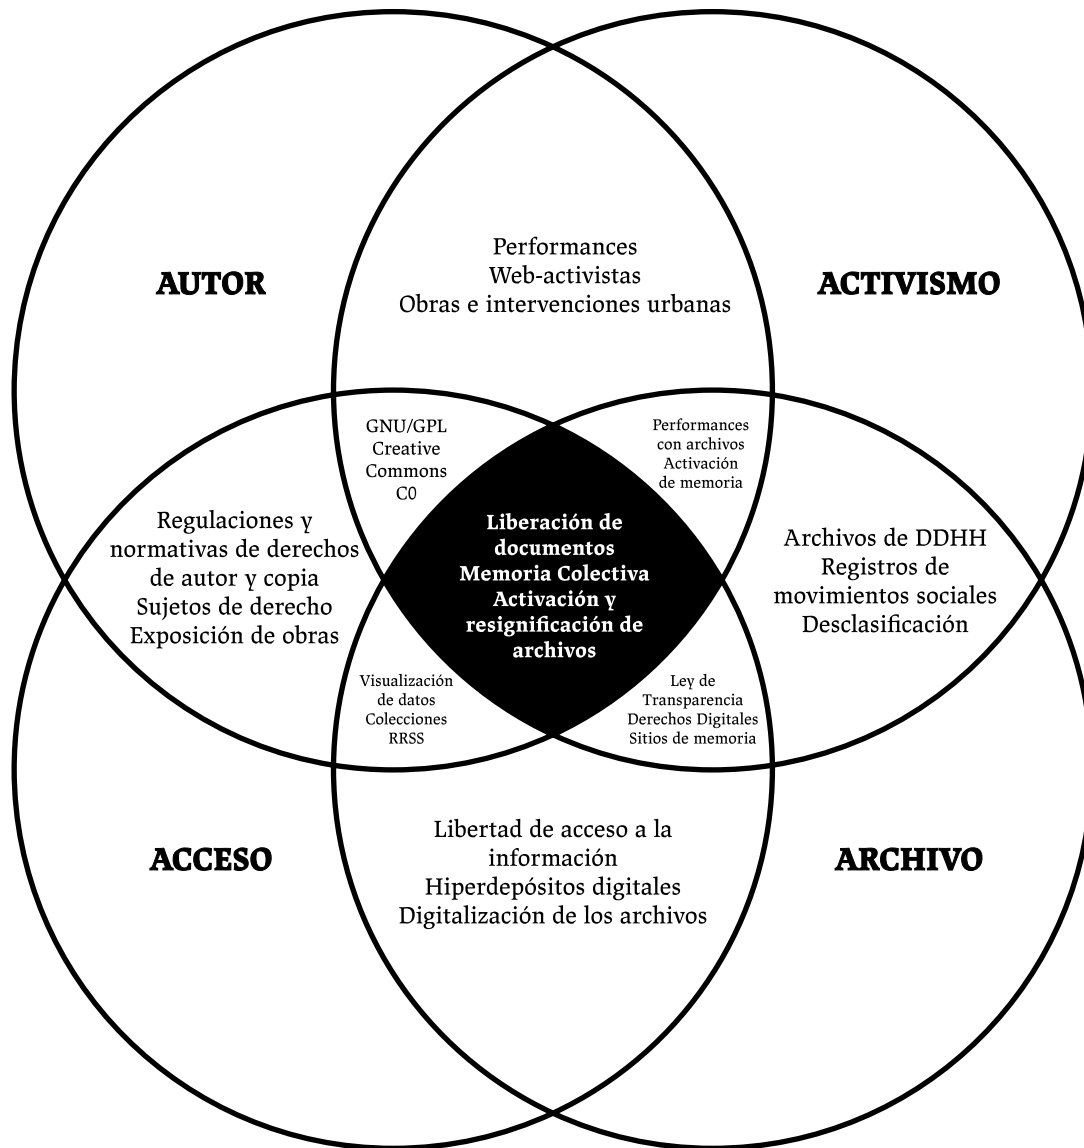 AUTOR
Performances
Web-activistas
Obras e intervenciones urbanas
ACTIVISMO
GNU/GPL
Creative
Commons
C0
Performances
con archivos
Activación
de memoria
Regulaciones y
normativas de derechos
de autor y copia
Sujetos de derecho
Exposición de obras
Liberación de
documentos
Memoria Colectiva
Activación y
resignificación de
archivos
Archivos de DDHH
Registros de
movimientos sociales
Desclasificación
Visualización
de datos
Colecciones
RRSS
Ley de
Transparencia
Derechos Digitales
Sitios de memoria
ACCESO
Libertad de acceso a la
información
Hiperdepósitos digitales
Digitalización de los archivos
ARCHIVO